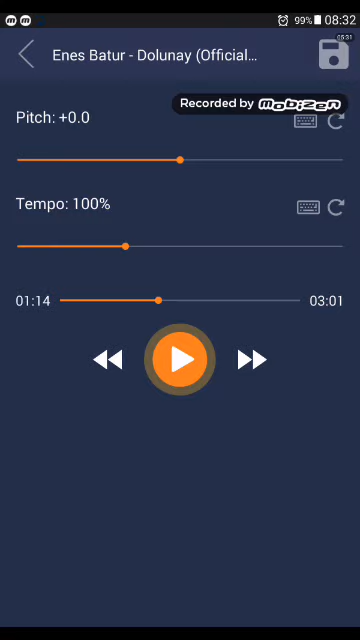 99% 08:32
05:31
Enes Batur - Dolunay (Official...
Recorded by mobizen
Pitch: +0.0
Tempo: 100%
01:14 03:01